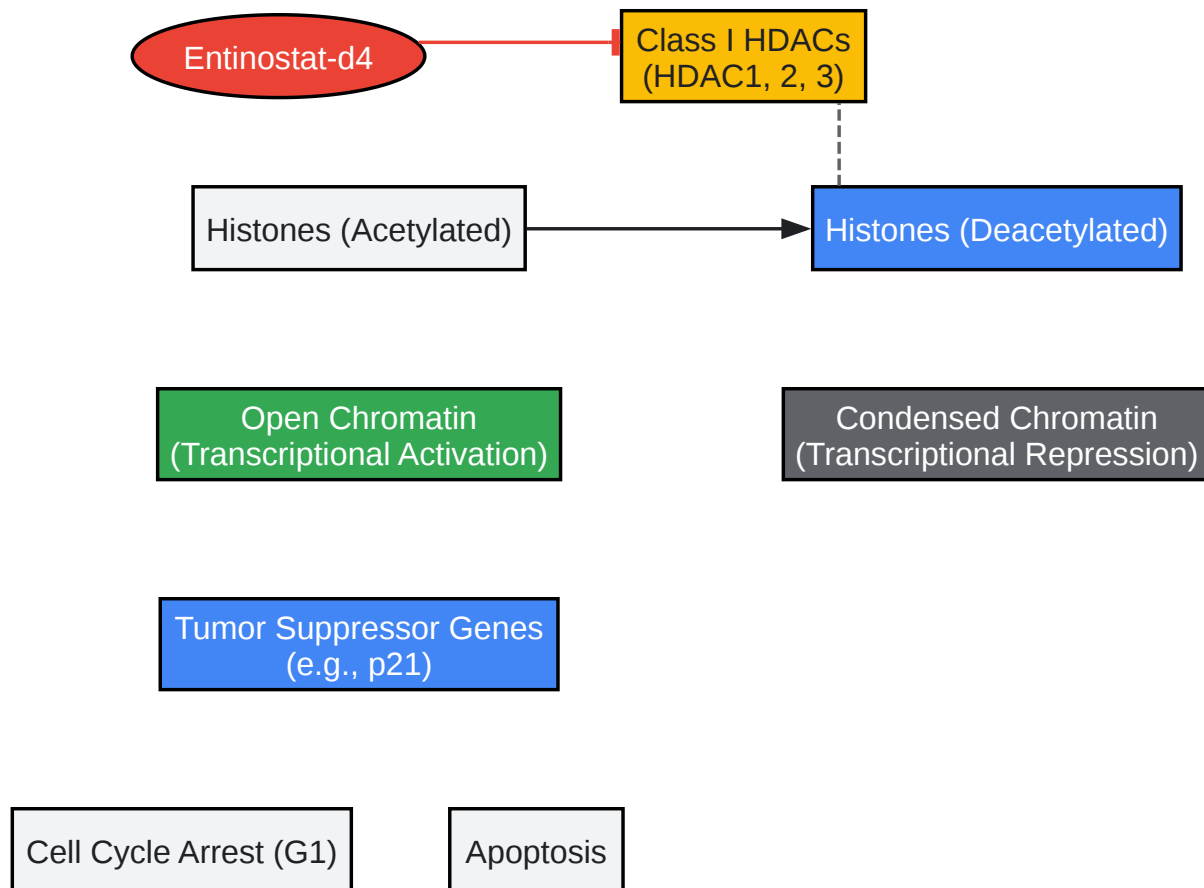 Entinostat-d4
Class I HDACs
(HDAC1, 2, 3)
Histones (Acetylated)
Histones (Deacetylated)
Open Chromatin
(Transcriptional Activation)
Condensed Chromatin
(Transcriptional Repression)
Tumor Suppressor Genes
(e.g., p21)
Cell Cycle Arrest (G1)
Apoptosis